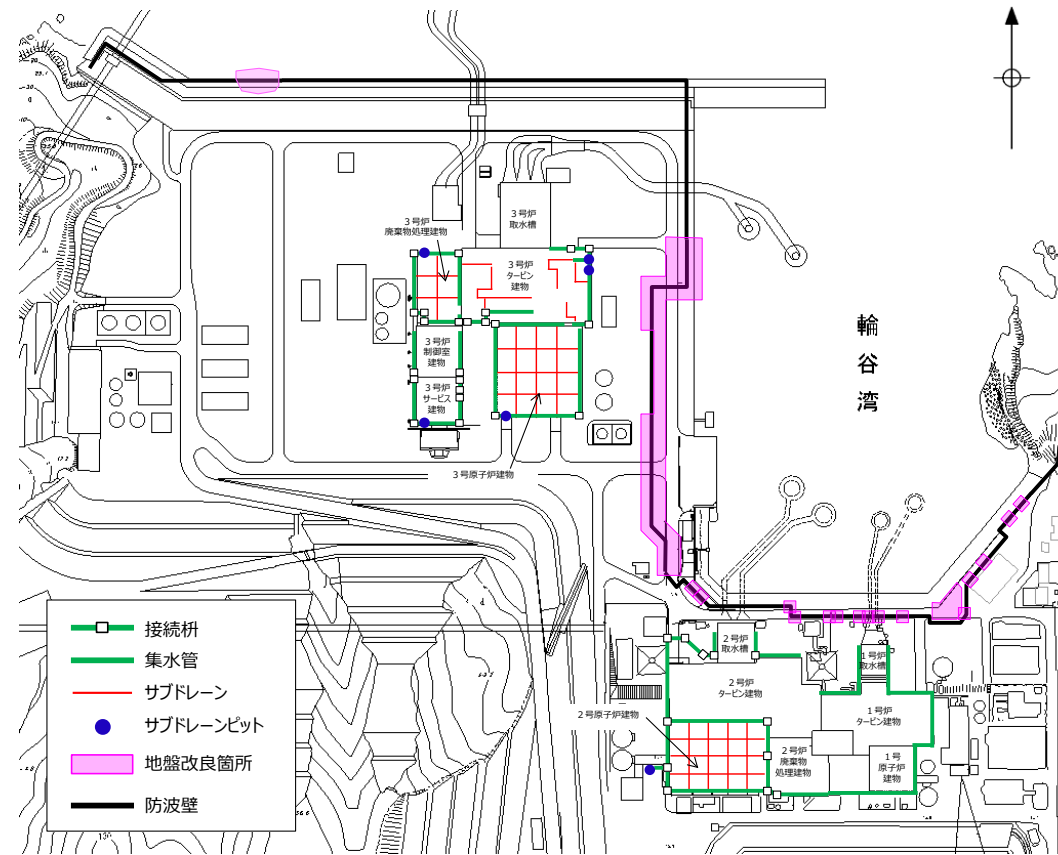 3号炉
廃棄物処理建物
3号炉
取水槽
3号炉
タービン
建物
3号炉
制御室
建物
3号炉
サービス
建物
3号原子炉建物
輪
谷
湾
2号炉
取水槽
1号炉
取水槽
2号炉
タービン建物
2号原子炉建物
1号炉
タービン建物
2号炉
廃棄物
処理建物
1号
原子炉
建物
接続枡
集水管
サブドレーン
サブドレーンピット
地盤改良箇所
防波壁